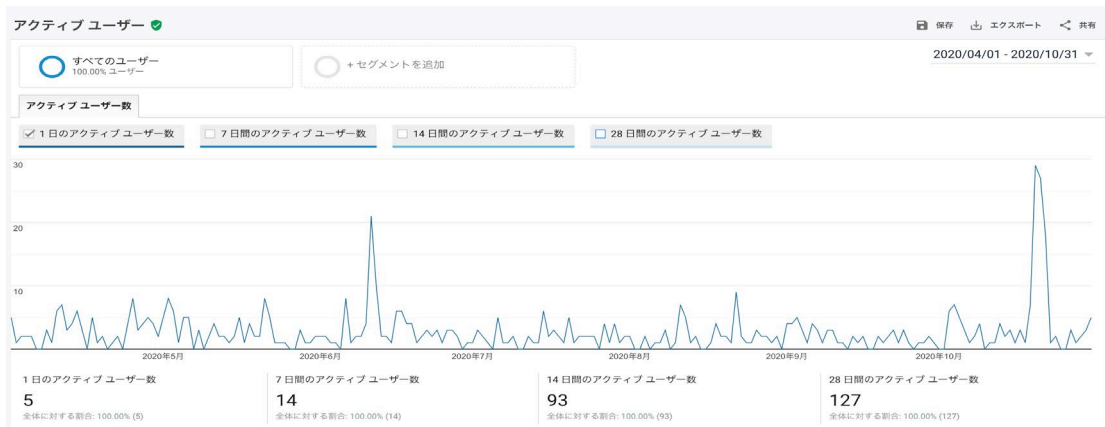 アクティブ ユーザー
保存 エクスポート 共有
すべてのユーザー
100.00% ユーザー
+ セグメントを追加
2020/04/01 - 2020/10/31
アクティブ ユーザー数
1 日のアクティブ ユーザー数 7 日間のアクティブ ユーザー数 14 日間のアクティブ ユーザー数 28 日間のアクティブ ユーザー数
30
20
10
2020年5月 2020年6月 2020年7月 2020年8月 2020年9月 2020年10月
1 日のアクティブ ユーザー数
5
全体に対する割合: 100.00% (5)
7 日間のアクティブ ユーザー数
14
全体に対する割合: 100.00% (14)
14 日間のアクティブ ユーザー数
93
全体に対する割合: 100.00% (93)
28 日間のアクティブ ユーザー数
127
全体に対する割合: 100.00% (127)